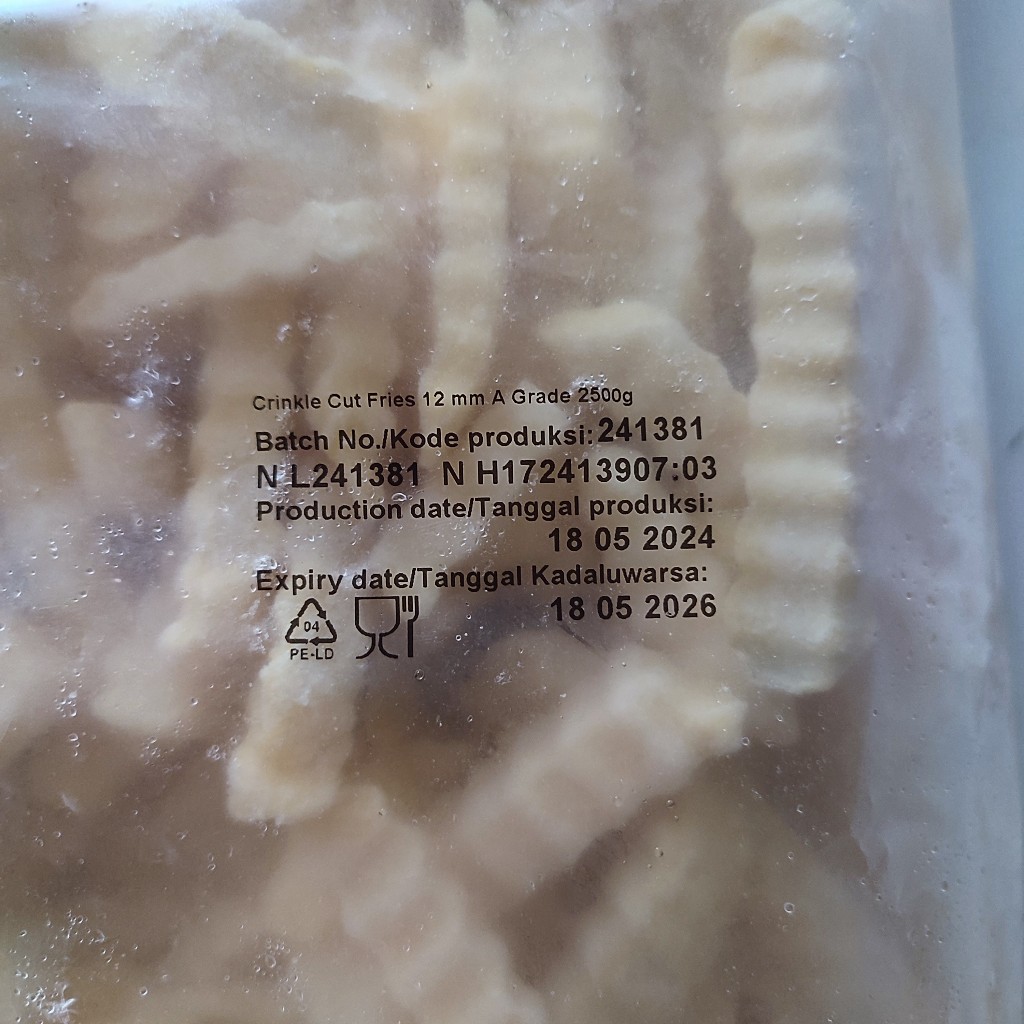 Crinkle Cut Fries 12 mm A Grade 2500g
Batch No./Kode produksi: 241381
N L241381 N H172413907:03
Production date/Tanggal produksi:
18 05 2024
Expiry date/Tanggal Kadaluwarsa:
18 05 2026
04
PE-LD